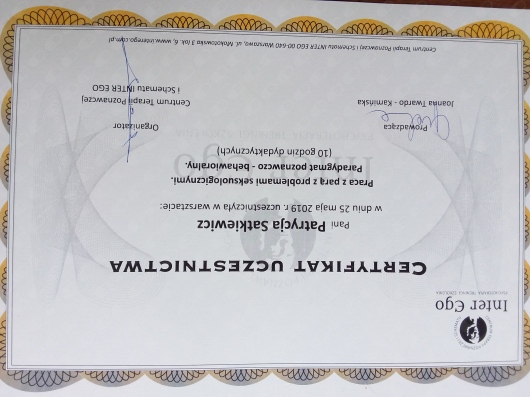 Inter Ego
CERTYFIKAT UCZESTNICTWA
Pani Patrycja Satkiewicz
w dniu 25 maja 2019 r. uczestniczyła w warsztacie:
Praca z parą z problemami seksuologicznymi.
Paradygmat poznawczo - behawioralny.
(10 godzin dydaktycznych)
Prowadząca
Joanna - Twardo - Kamińska
Organizator
Centrum Terapii Poznawczej
i Schematu INTER EGO
Centrum Terapii Poznawczej i Schematu INTER EGO 00-640 Warszawa, ul. Mokotowska 3 lok. 6, www.interego.com.pl